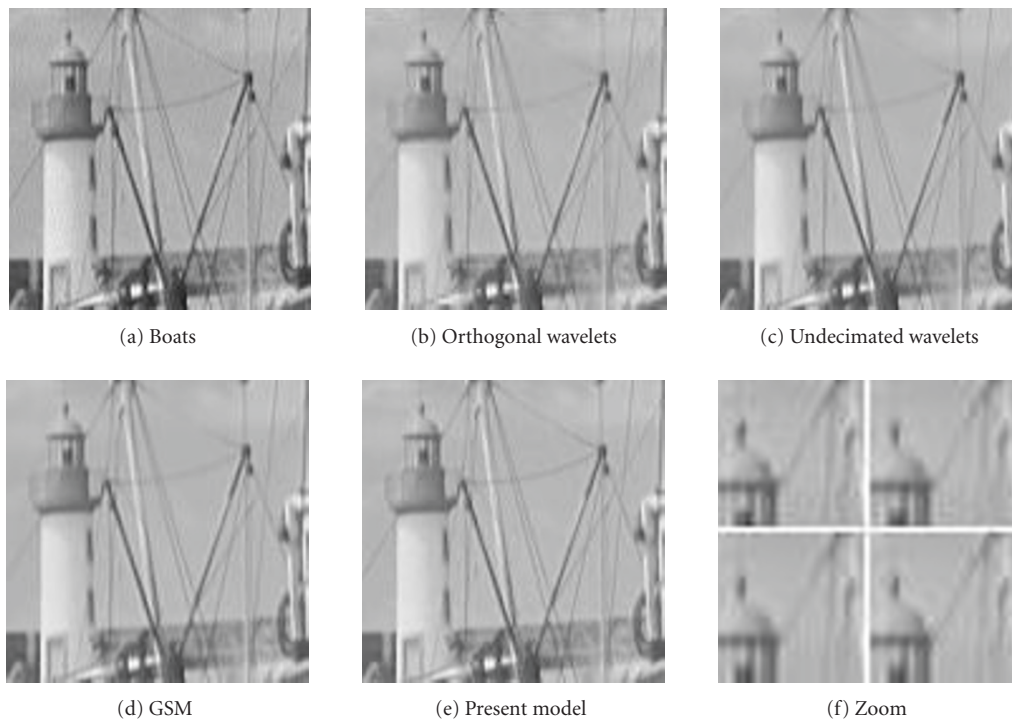 (a) Boats
(b) Orthogonal wavelets
(c) Undecimated wavelets
(d) GSM
(e) Present model
(f) Zoom